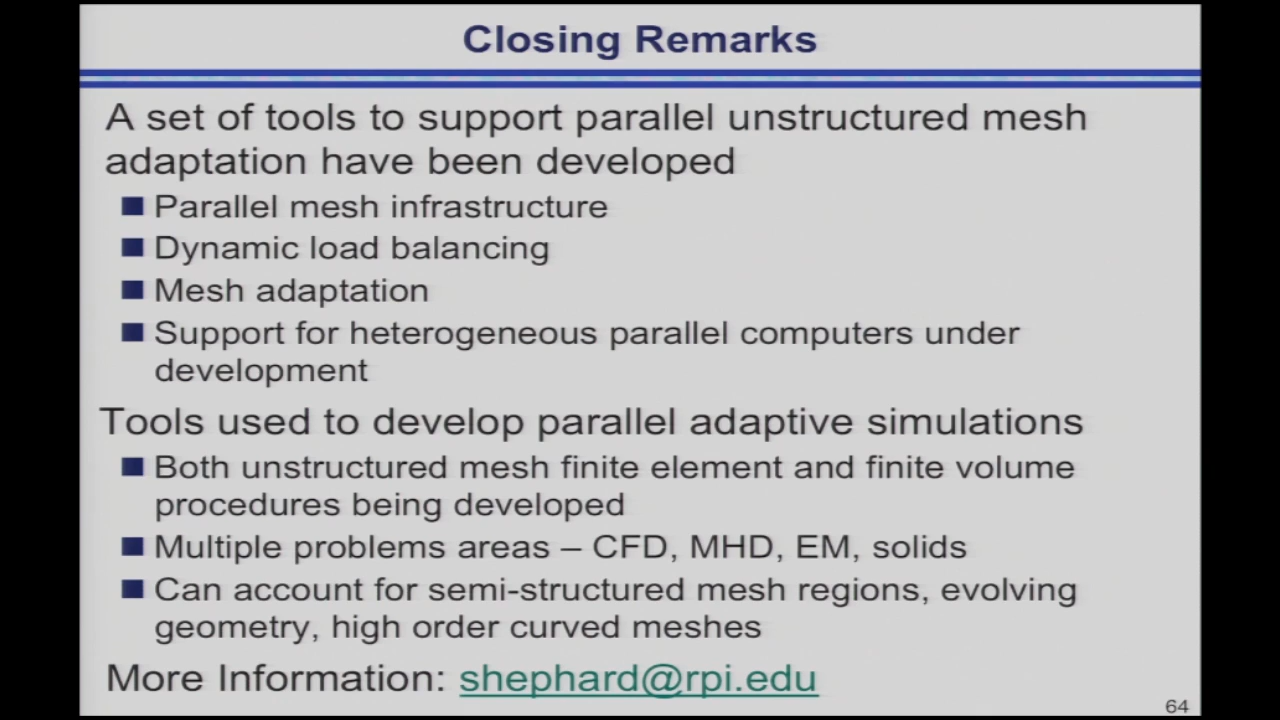 Closing Remarks
A set of tools to support parallel unstructured mesh
adaptation have been developed
Parallel mesh infrastructure
Dynamic load balancing
Mesh adaptation
Support for heterogeneous parallel computers under
development
Tools used to develop parallel adaptive simulations
Both unstructured mesh finite element and finite volume
procedures being developed
Multiple problems areas – CFD, MHD, EM, solids
Can account for semi-structured mesh regions, evolving
geometry, high order curved meshes
More Information: shephard@rpi.edu
64